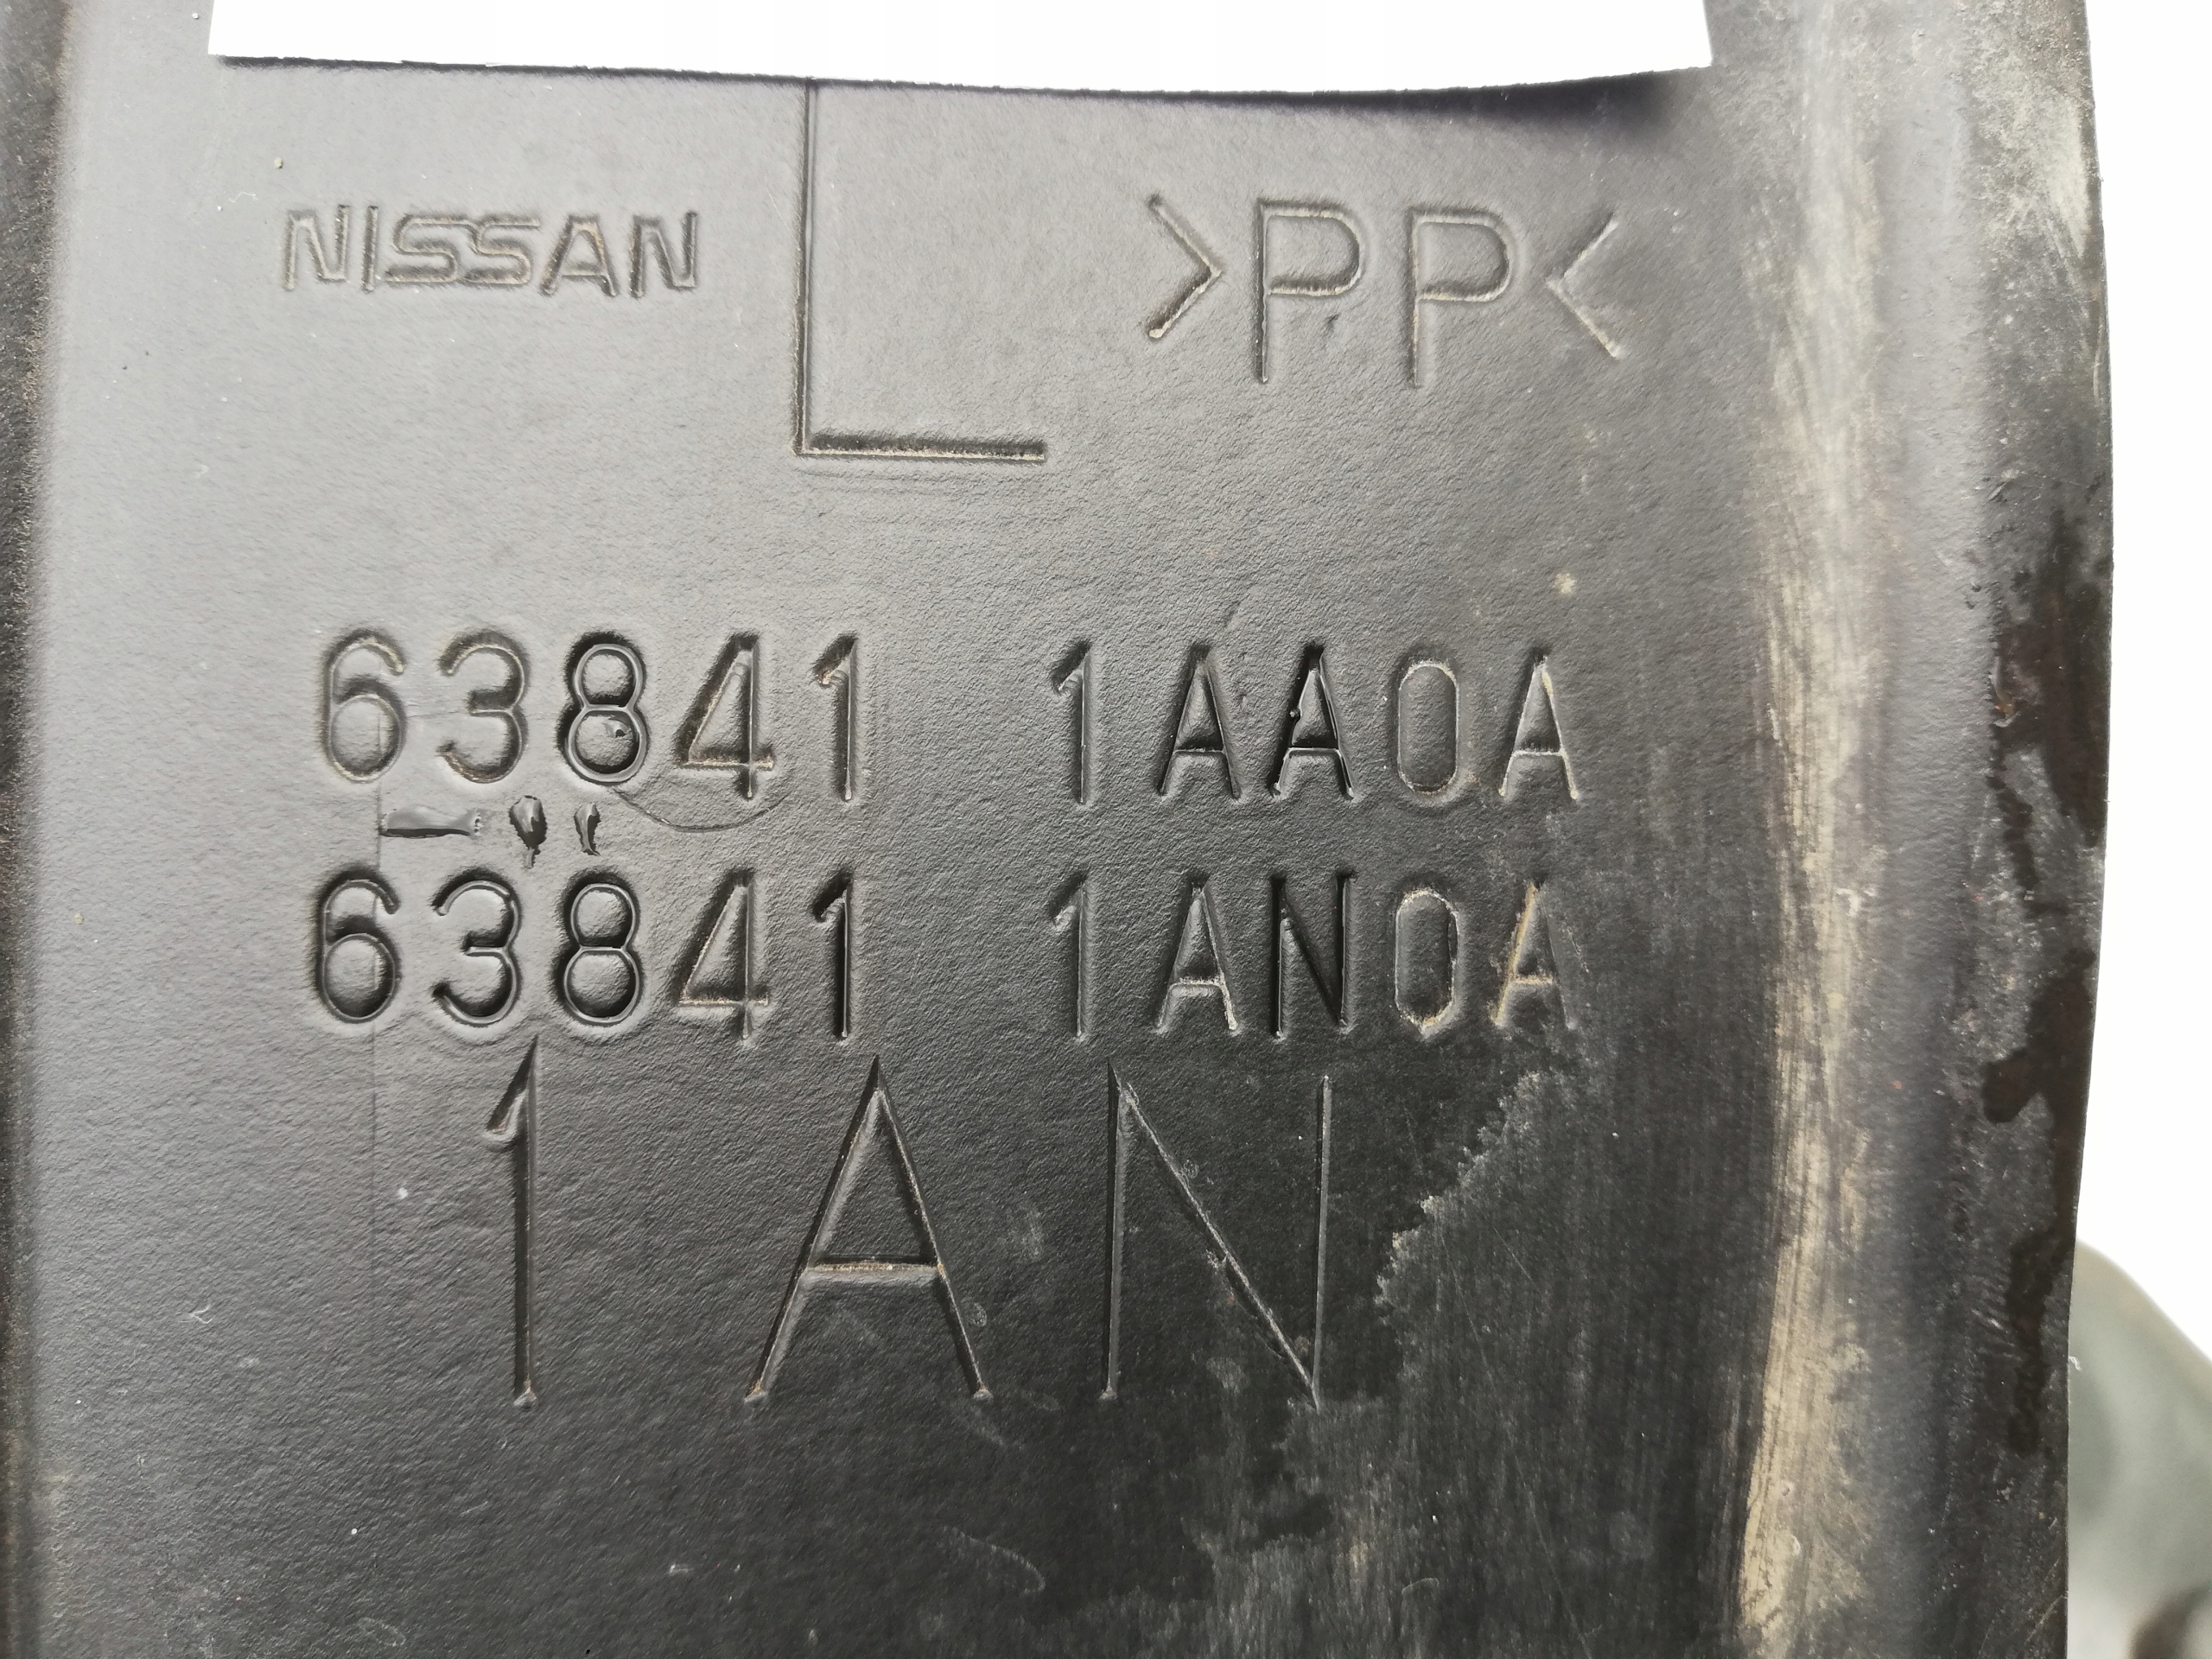 NISSAN L >PP<
63841 1AA0A
63841 1AN0A
1AN